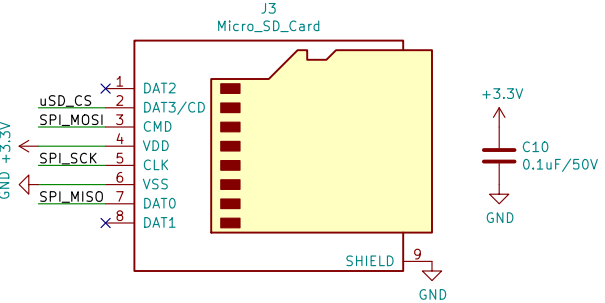 J3
Micro_SD_Card
1 DAT2
uSD_CS 2 DAT3/CD
SPI_MOSI 3 CMD
+3.3V 4 VDD
SPI_SCK 5 CLK
GND 6 VSS
SPI_MISO 7 DAT0
8 DAT1
SHIELD 9
GND
+3.3V
C10
0.1uF/50V
GND